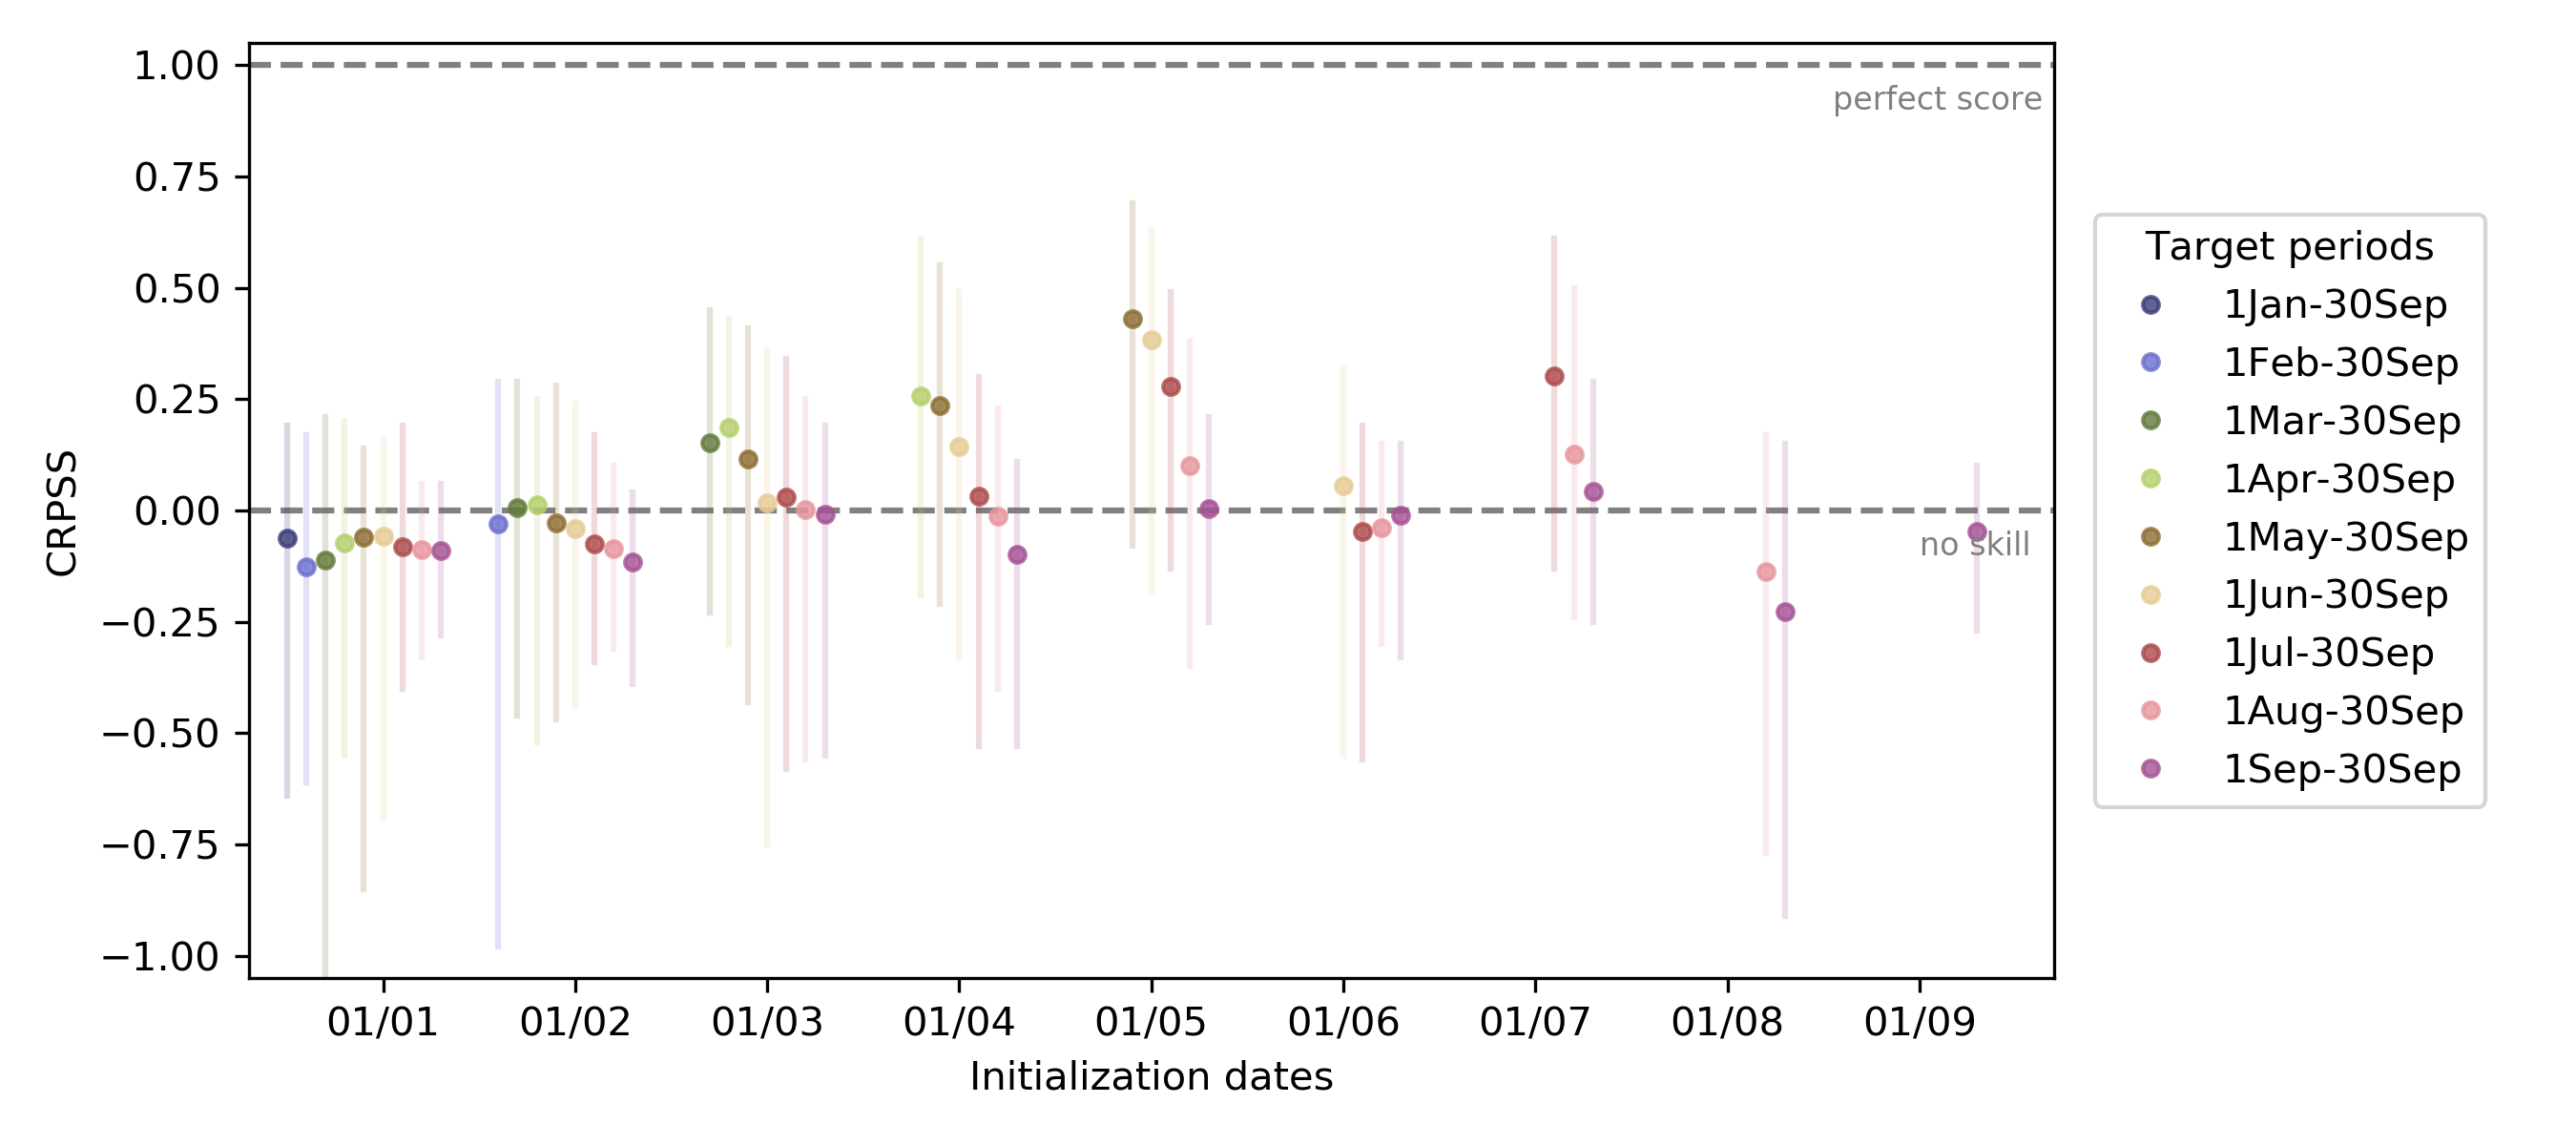 1.00
0.75
0.50
0.25
0.00
−0.25
−0.50
−0.75
−1.00
CRPSS
perfect score
no skill
01/01
01/02
01/03
01/04
01/05
01/06
01/07
01/08
01/09
Initialization dates
Target periods
1Jan-30Sep
1Feb-30Sep
1Mar-30Sep
1Apr-30Sep
1May-30Sep
1Jun-30Sep
1Jul-30Sep
1Aug-30Sep
1Sep-30Sep